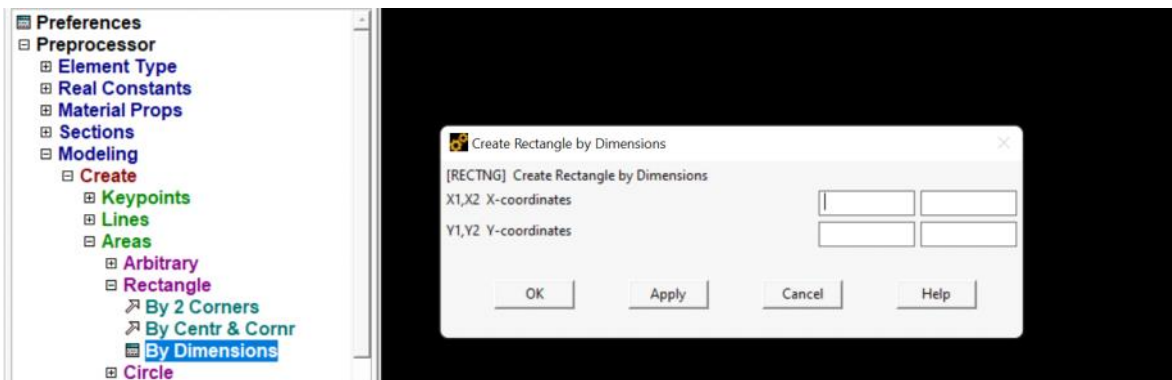 Preferences
Preprocessor
Element Type
Real Constants
Material Props
Sections
Modeling
Create
Keypoints
Lines
Areas
Arbitrary
Rectangle
By 2 Corners
By Centr & Cornr
By Dimensions
Circle
Create Rectangle by Dimensions
[RECTNG] Create Rectangle by Dimensions
X1,X2 X-coordinates
Y1,Y2 Y-coordinates
OK Apply Cancel Help